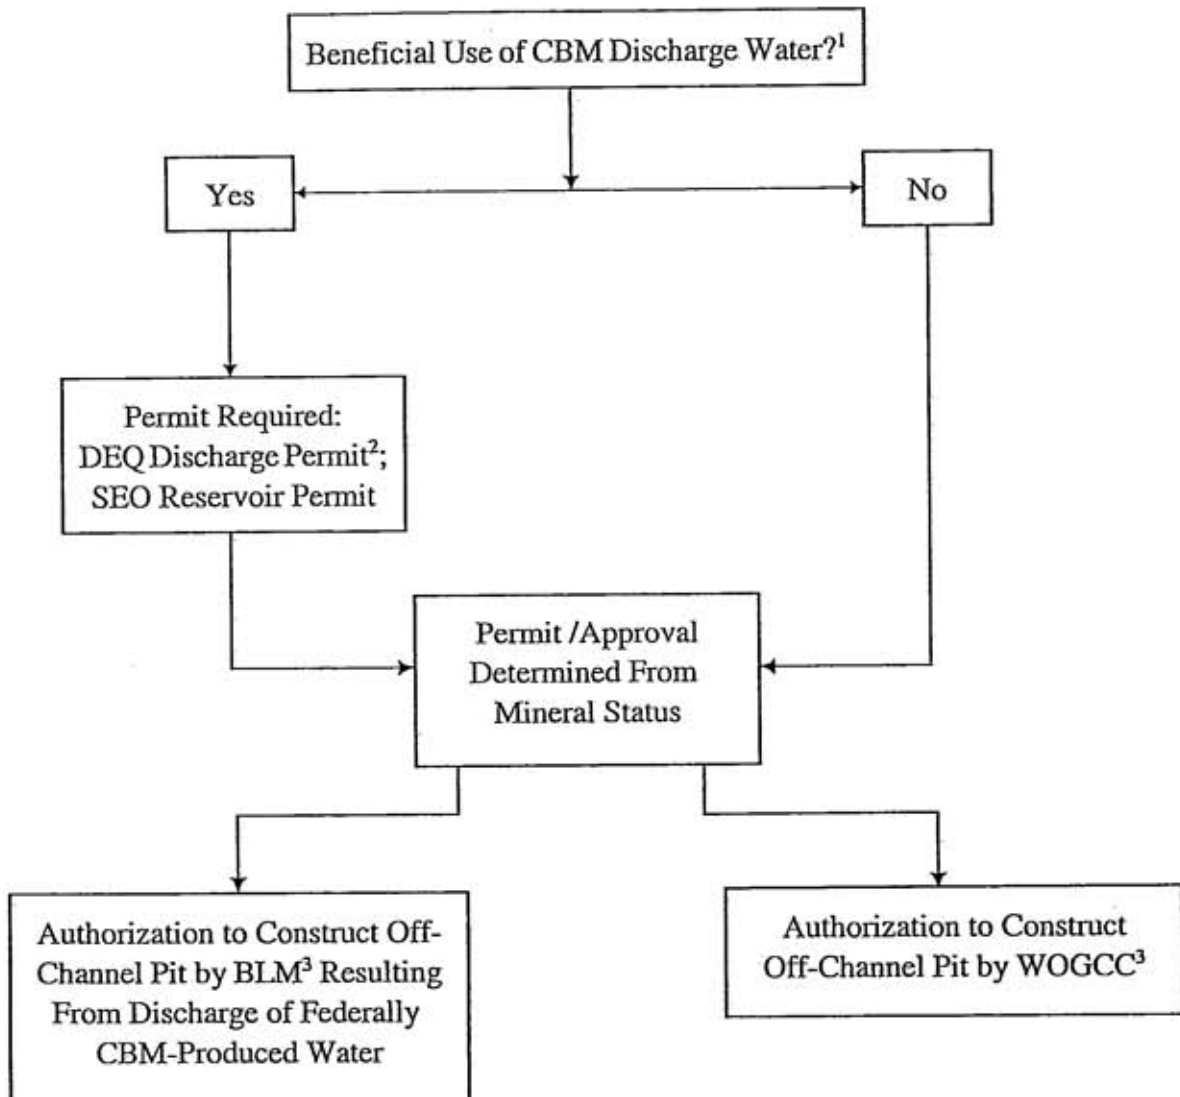 Beneficial Use of CBM Discharge Water?¹
Yes
No
Permit Required:
DEQ Discharge Permit²;
SEO Reservoir Permit
Permit /Approval
Determined From
Mineral Status
Authorization to Construct Off-
Channel Pit by BLM³ Resulting
From Discharge of Federally
CBM-Produced Water
Authorization to Construct
Off-Channel Pit by WOGCC³